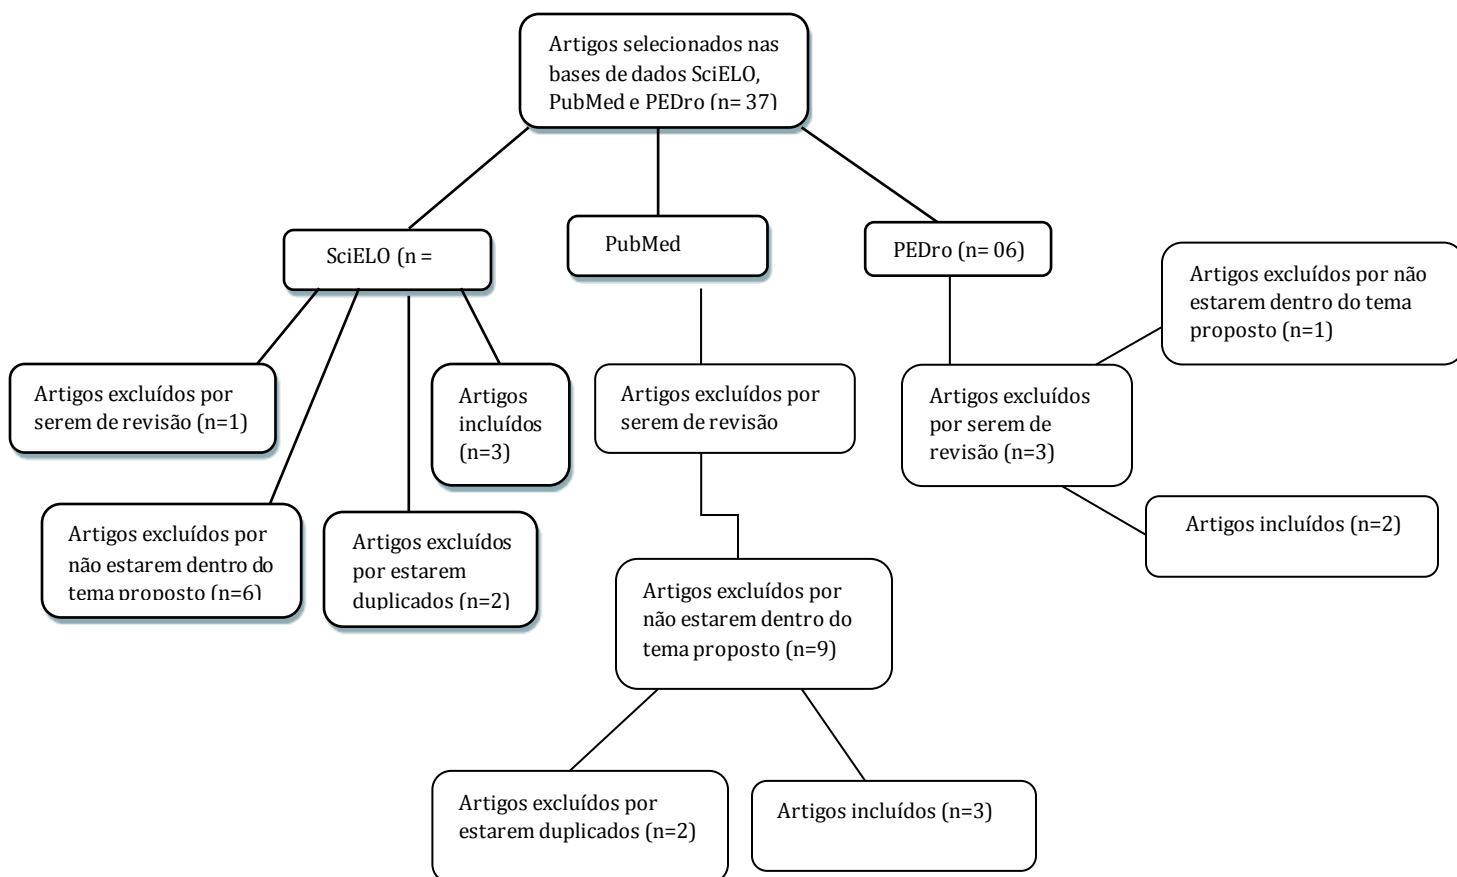 Artigos selecionados nas
bases de dados SciELO,
PubMed e PEDro (n= 37)
SciELO (n =
PubMed
PEDro (n= 06)
Artigos excluídos por não
estarem dentro do tema
proposto (n=1)
Artigos excluídos por
serem de revisão (n=1)
Artigos
incluídos
(n=3)
Artigos excluídos por
serem de revisão
Artigos excluídos
por serem de
revisão (n=3)
Artigos incluídos (n=2)
Artigos excluídos por
não estarem dentro do
tema proposto (n=6)
Artigos excluídos
por estarem
duplicados (n=2)
Artigos excluídos por
não estarem dentro do
tema proposto (n=9)
Artigos excluídos por
estarem duplicados (n=2)
Artigos incluídos (n=3)